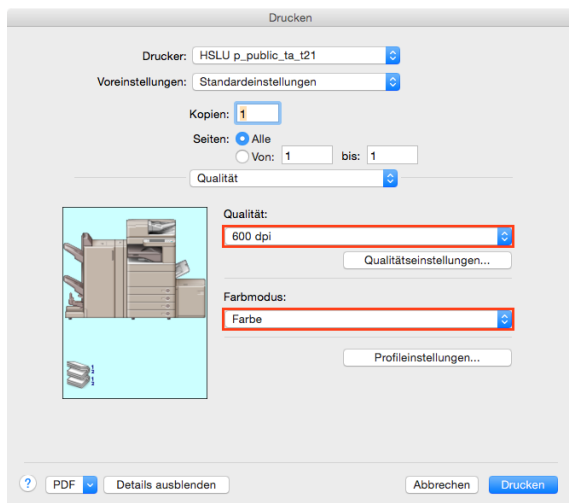 Drucken
Drucker: HSLU p_public_ta_t21
Voreinstellungen: Standardeinstellungen
Kopien: 1
Seiten: Alle
Von: 1 bis: 1
Qualität
Qualität:
600 dpi
Qualitätseinstellungen...
Farbmodus:
Farbe
Profileinstellungen...
? PDF Details ausblenden Abbrechen Drucken